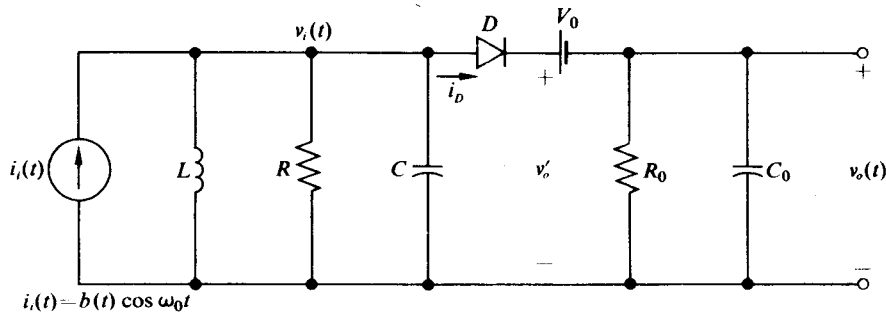 v_i(t)
D
V_0
i_D
+
+
i_i(t)
L
R
C
v_o'
R_0
C_0
v_o(t)
−
−
i_i(t) = b(t) cos ω_0t